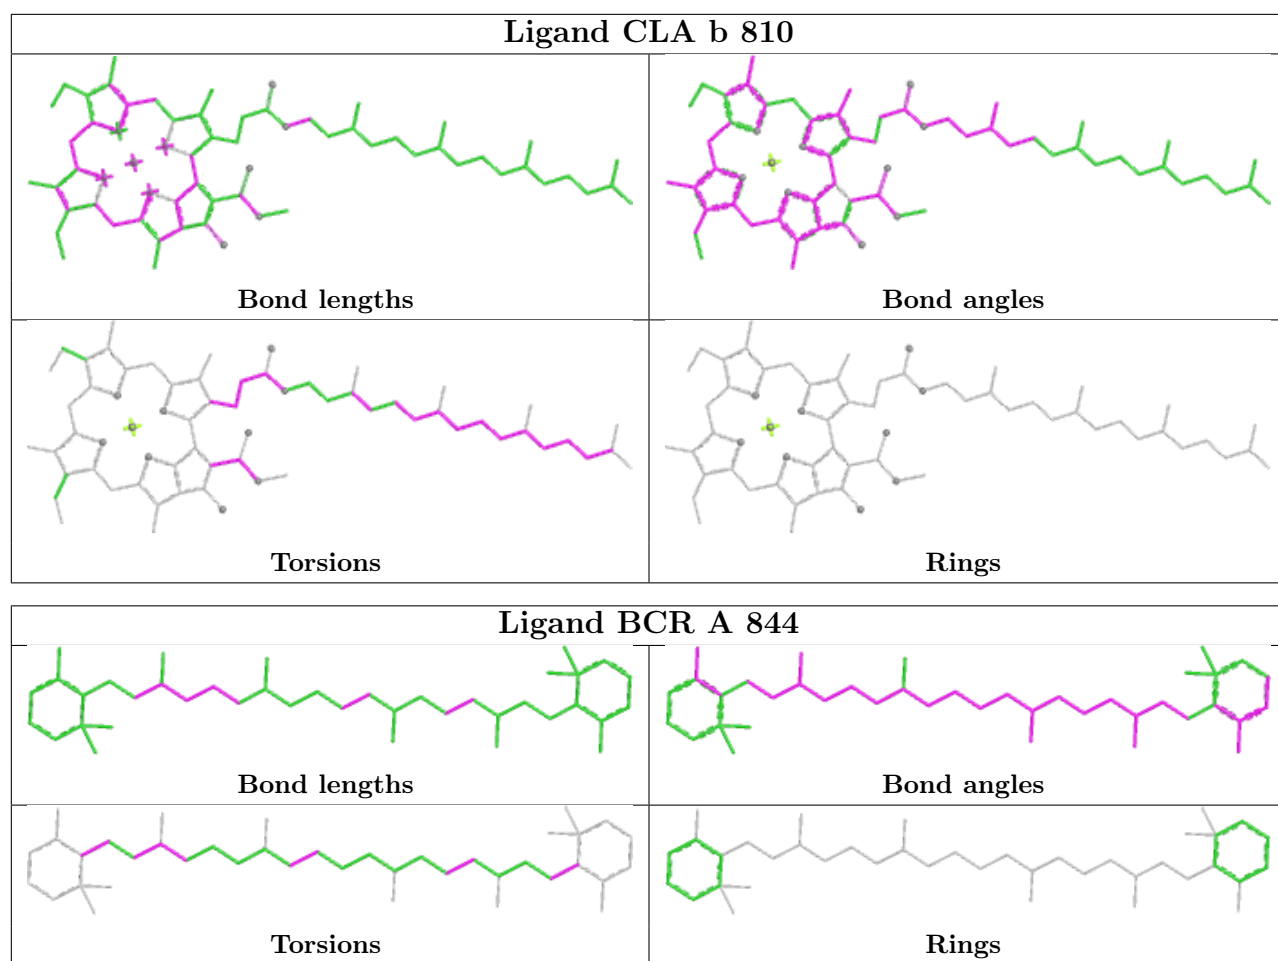 Ligand CLA b 810
Bond lengths
Bond angles
Torsions
Rings
Ligand BCR A 844
Bond lengths
Bond angles
Torsions
Rings